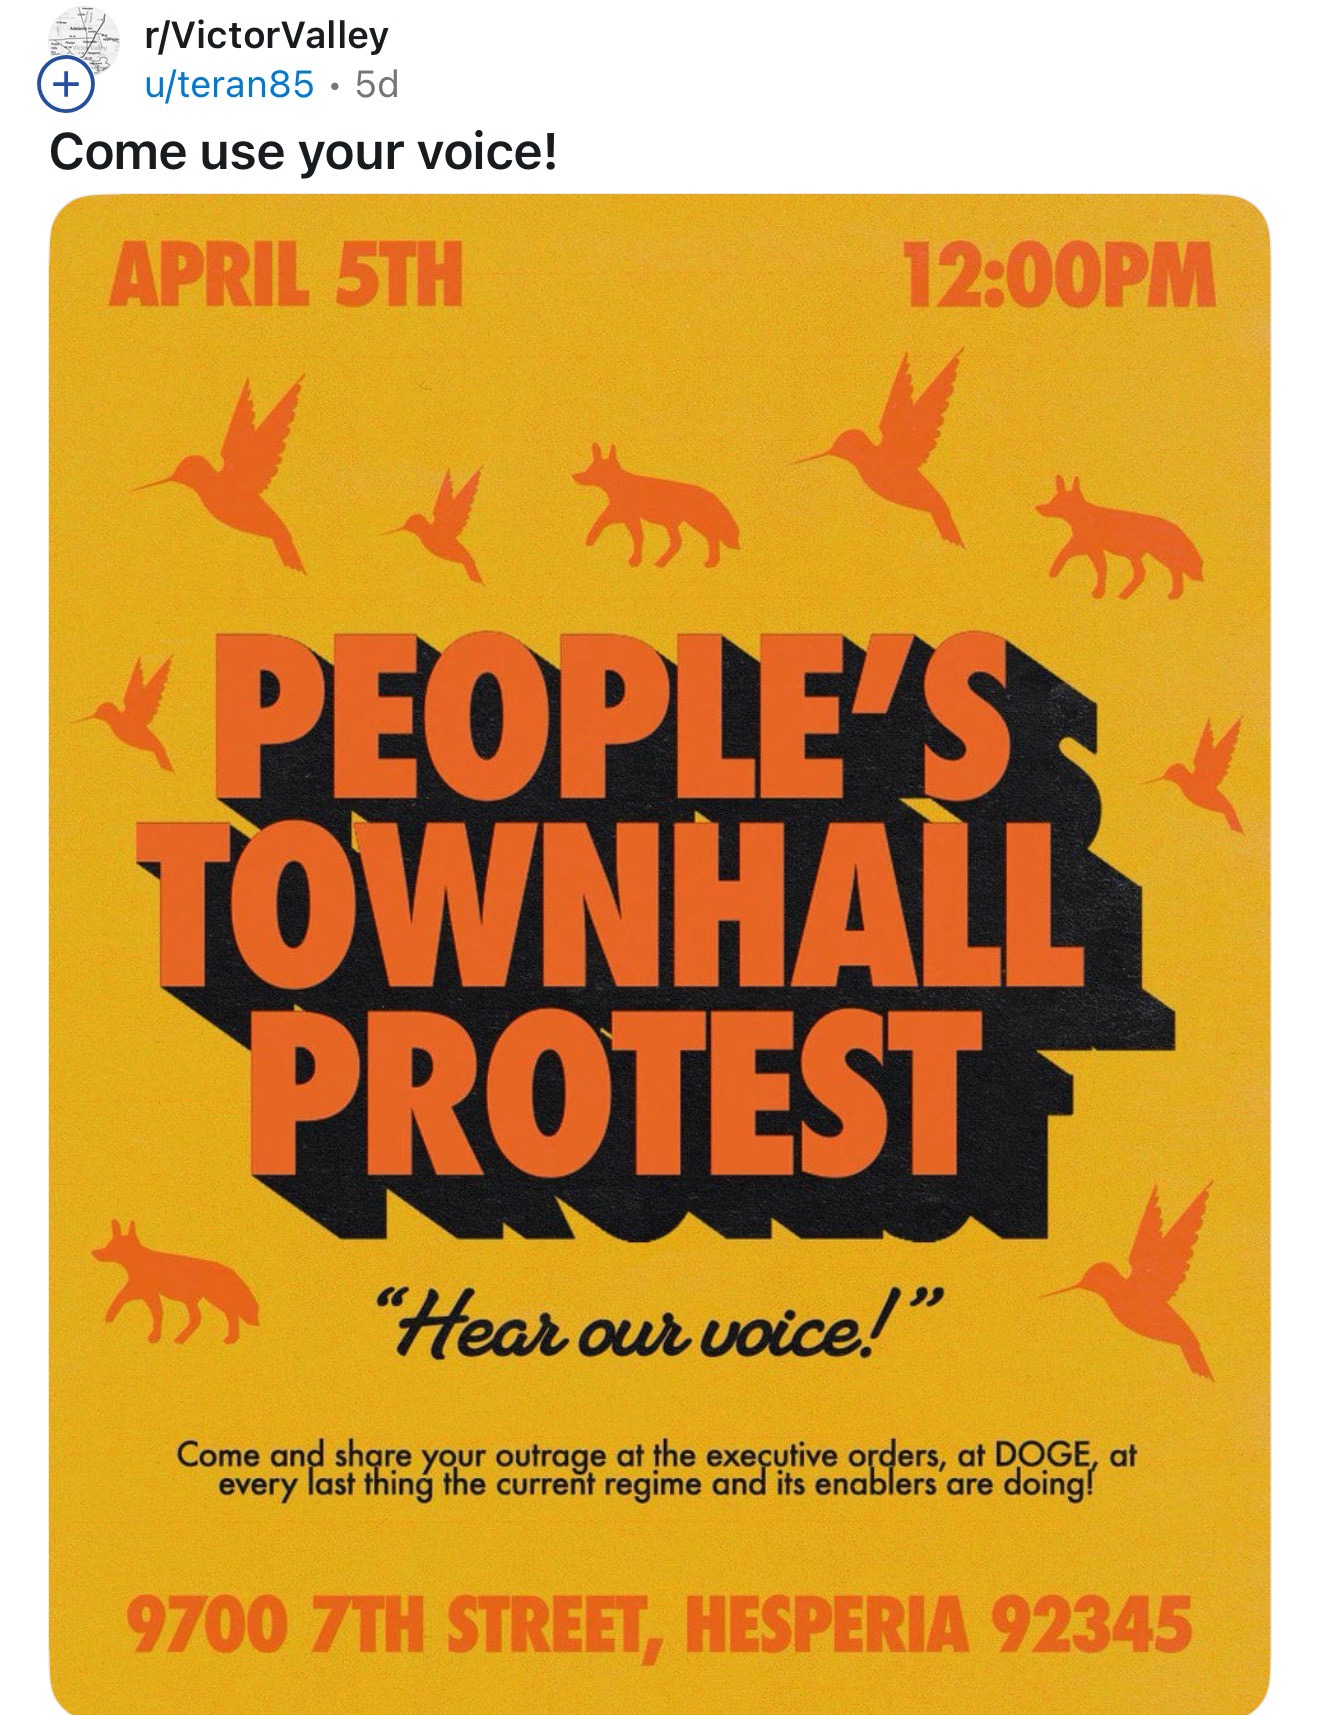 r/VictorValley
u/teran85 • 5d
Come use your voice!
APRIL 5TH 12:00PM
PEOPLE'S
TOWNHALL
PROTEST
“Hear our voice!”
Come and share your outrage at the executive orders, at DOGE, at
every last thing the current regime and its enablers are doing!
9700 7TH STREET, HESPERIA 92345